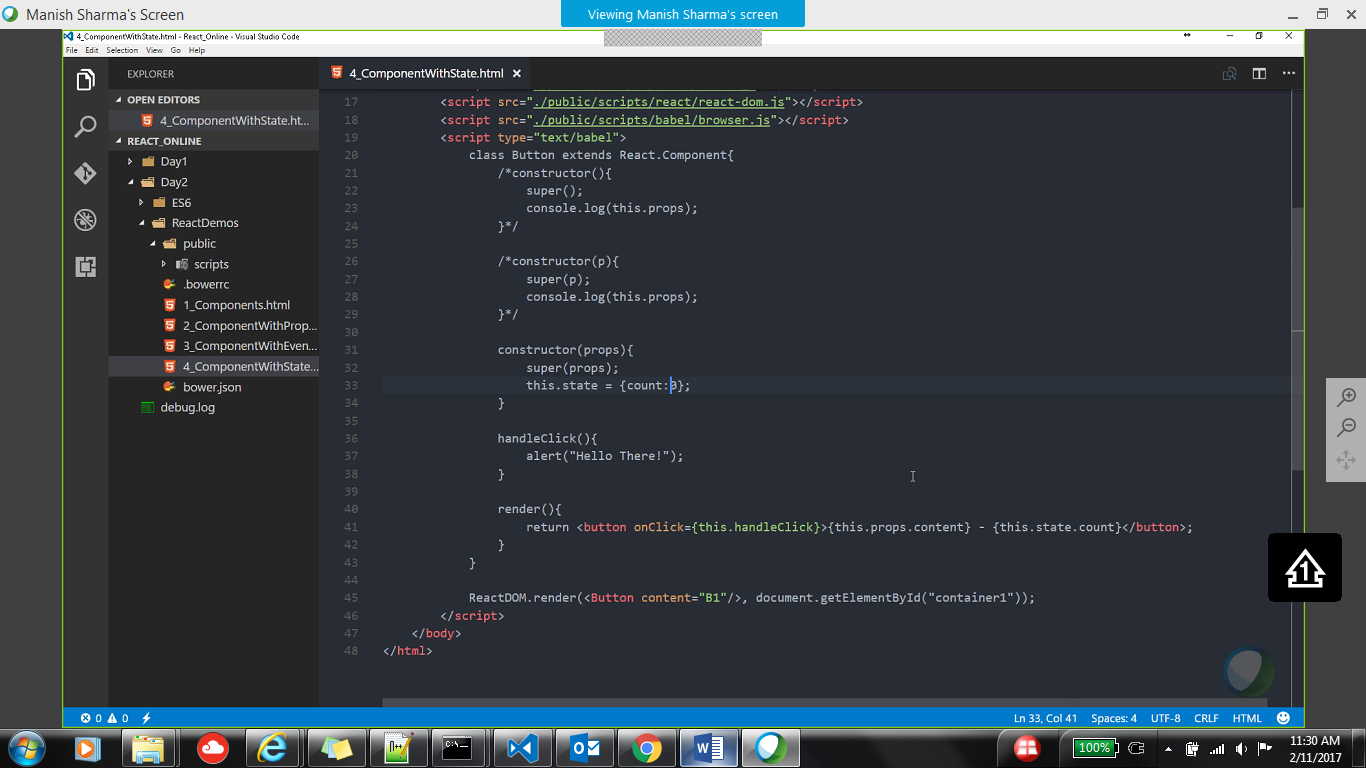 Manish Sharma's Screen
Viewing Manish Sharma's screen
4_ComponentWithState.html - React_Online - Visual Studio Code
File Edit Selection View Go Help
EXPLORER
OPEN EDITORS
4_ComponentWithState.ht...
REACT_ONLINE
Day1
Day2
ES6
ReactDemos
public
scripts
.bowerrc
1_Components.html
2_ComponentWithProp...
3_ComponentWithEven...
4_ComponentWithState...
bower.json
debug.log
4_ComponentWithState.html
17 <script src="./public/scripts/react/react-dom.js"></script>
18 <script src="./public/scripts/babel/browser.js"></script>
19 <script type="text/babel">
20 class Button extends React.Component{
21 /*constructor(){
22 super();
23 console.log(this.props);
24 }*/
25
26 /*constructor(p){
27 super(p);
28 console.log(this.props);
29 }*/
30
31 constructor(props){
32 super(props);
33 this.state = {count:0};
34 }
35
36 handleClick(){
37 alert("Hello There!");
38 }
39
40 render(){
41 return <button onClick={this.handleClick}>{this.props.content} - {this.state.count}</button>;
42 }
43 }
44
45 ReactDOM.render(<Button content="B1"/>, document.getElementById("container1"));
46 </script>
47 </body>
48 </html>
1
0 0 Ln 33, Col 41 Spaces: 4 UTF-8 CRLF HTML
100%
11:30 AM
2/11/2017